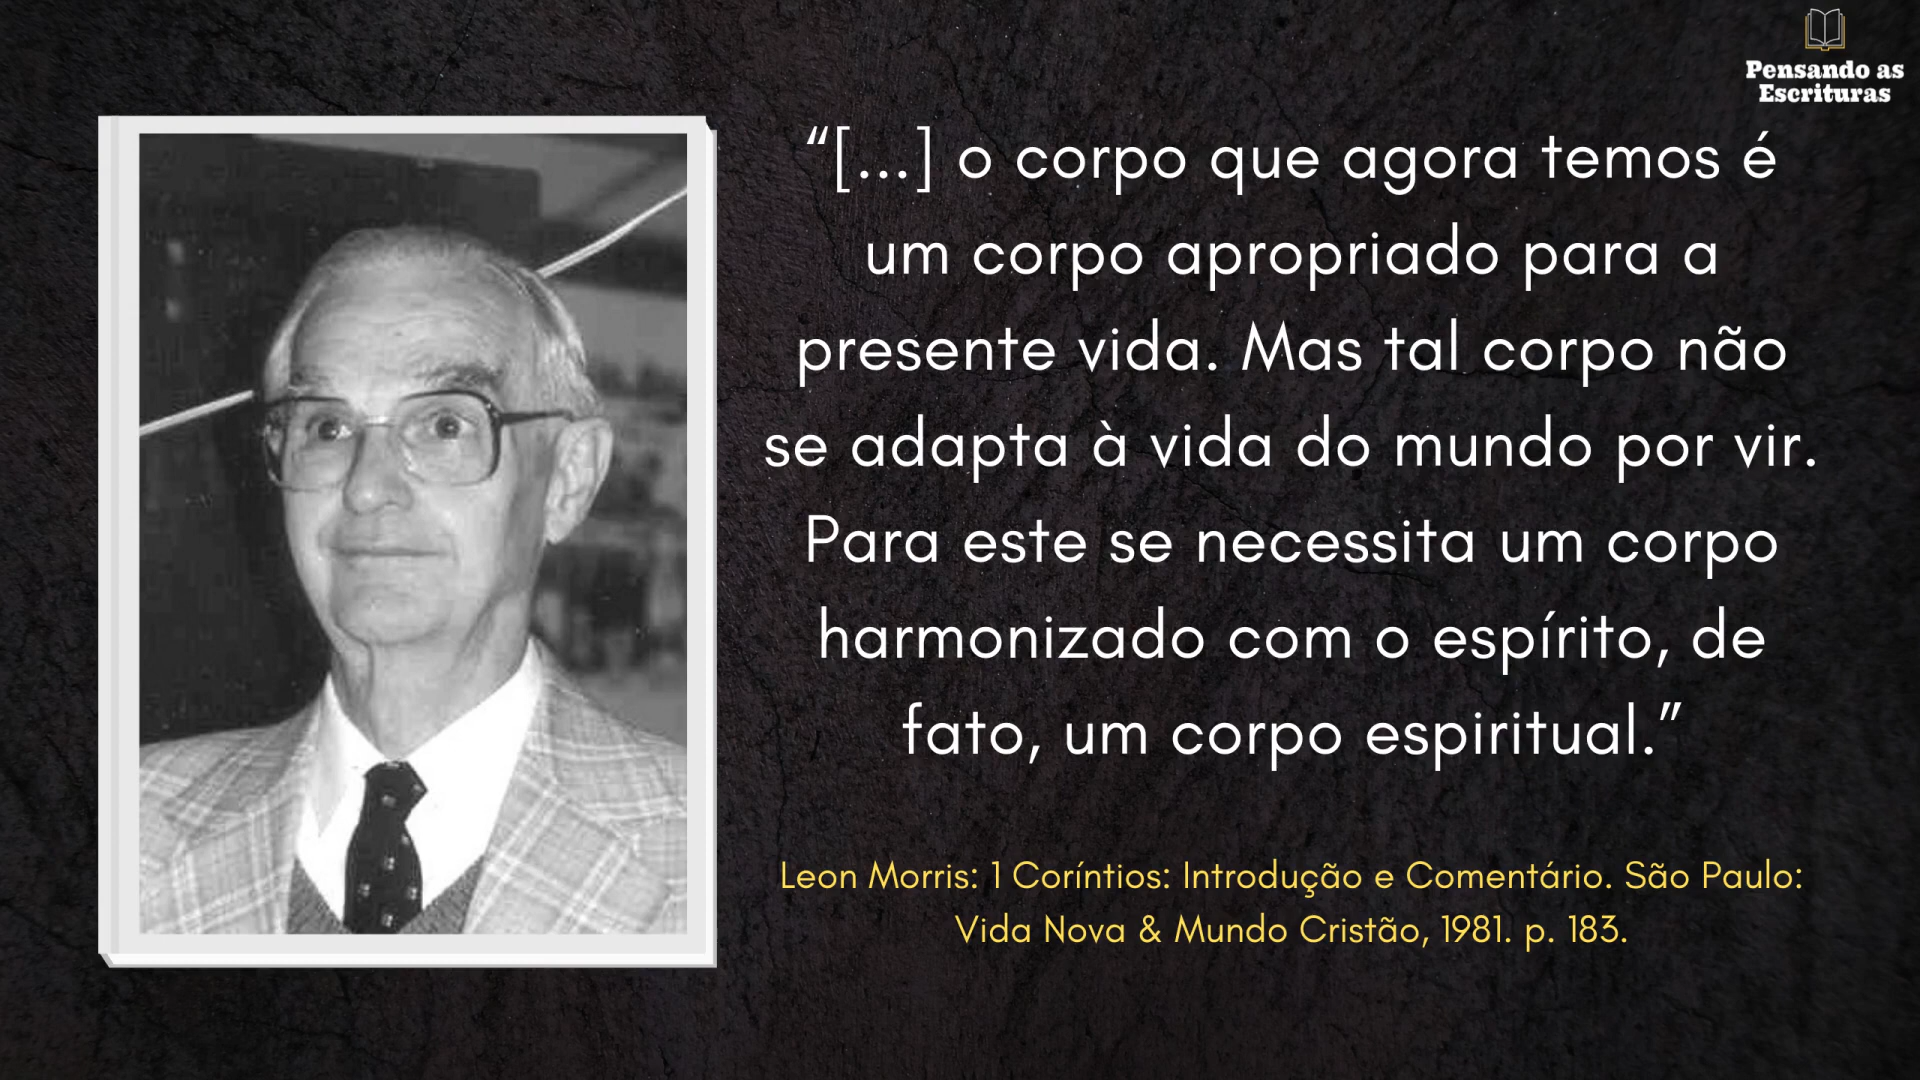 Pensando as
Escrituras
“[...] o corpo que agora temos é
um corpo apropriado para a
presente vida. Mas tal corpo não
se adapta à vida do mundo por vir.
Para este se necessita um corpo
harmonizado com o espírito, de
fato, um corpo espiritual.”
Leon Morris: 1 Coríntios: Introdução e Comentário. São Paulo:
Vida Nova & Mundo Cristão, 1981. p. 183.